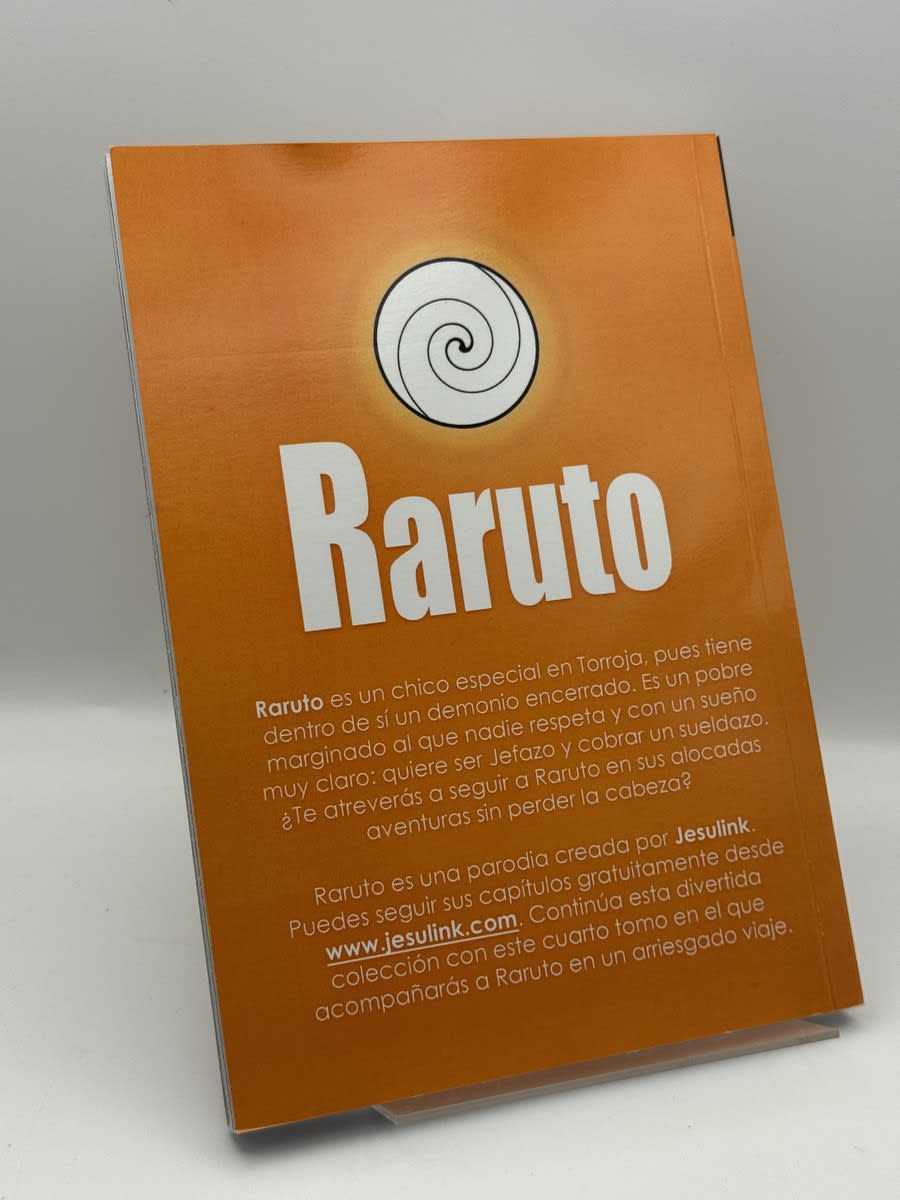 Raruto
Raruto es un chico especial en Torroja, pues tiene
dentro de sí un demonio encerrado. Es un pobre
marginado al que nadie respeta y con un sueño
muy claro: quiere ser Jefazo y cobrar un sueldazo.
¿Te atreverás a seguir a Raruto en sus alocadas
aventuras sin perder la cabeza?
Raruto es una parodia creada por Jesulink.
Puedes seguir sus capítulos gratuitamente desde
www.jesulink.com. Continúa esta divertida
colección con este cuarto tomo en el que
acompañarás a Raruto en un arriesgado viaje.